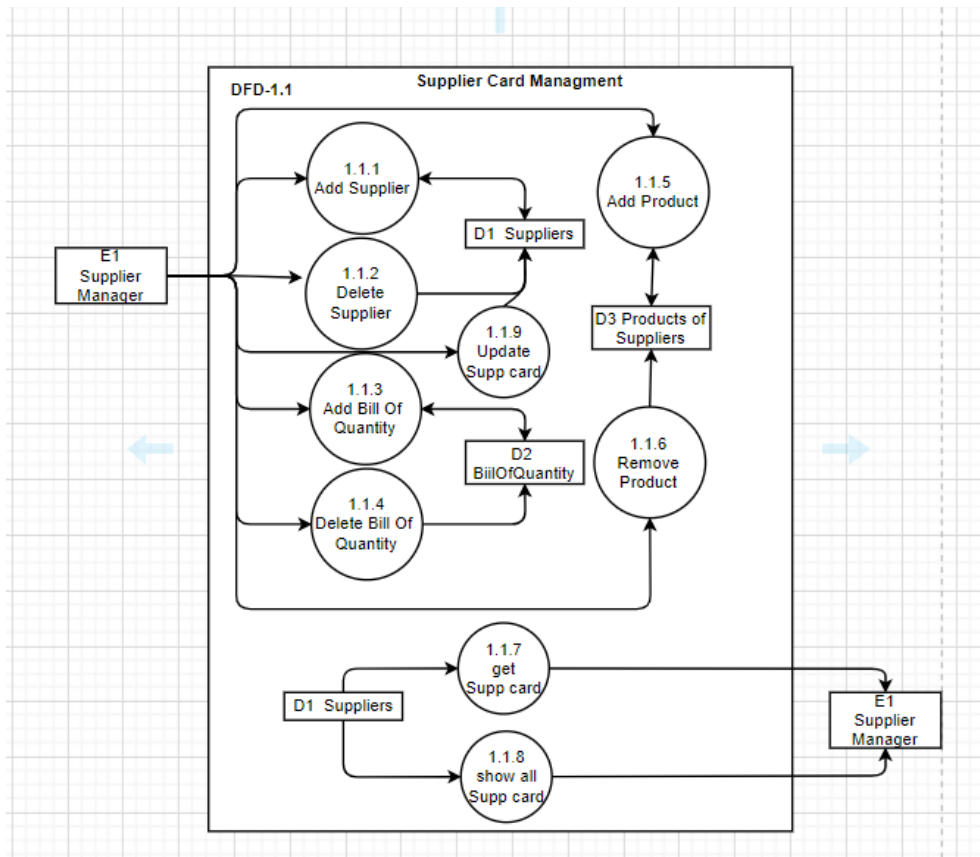 Supplier Card Managment
DFD-1.1
1.1.1
Add Supplier
1.1.5
Add Product
D1 Suppliers
E1
Supplier
Manager
1.1.2
Delete
Supplier
1.1.9
Update
Supp card
D3 Products of
Suppliers
1.1.3
Add Bill Of
Quantity
D2
BiilOfQuantity
1.1.6
Remove
Product
1.1.4
Delete Bill Of
Quantity
1.1.7
get
Supp card
D1 Suppliers
E1
Supplier
Manager
1.1.8
show all
Supp card